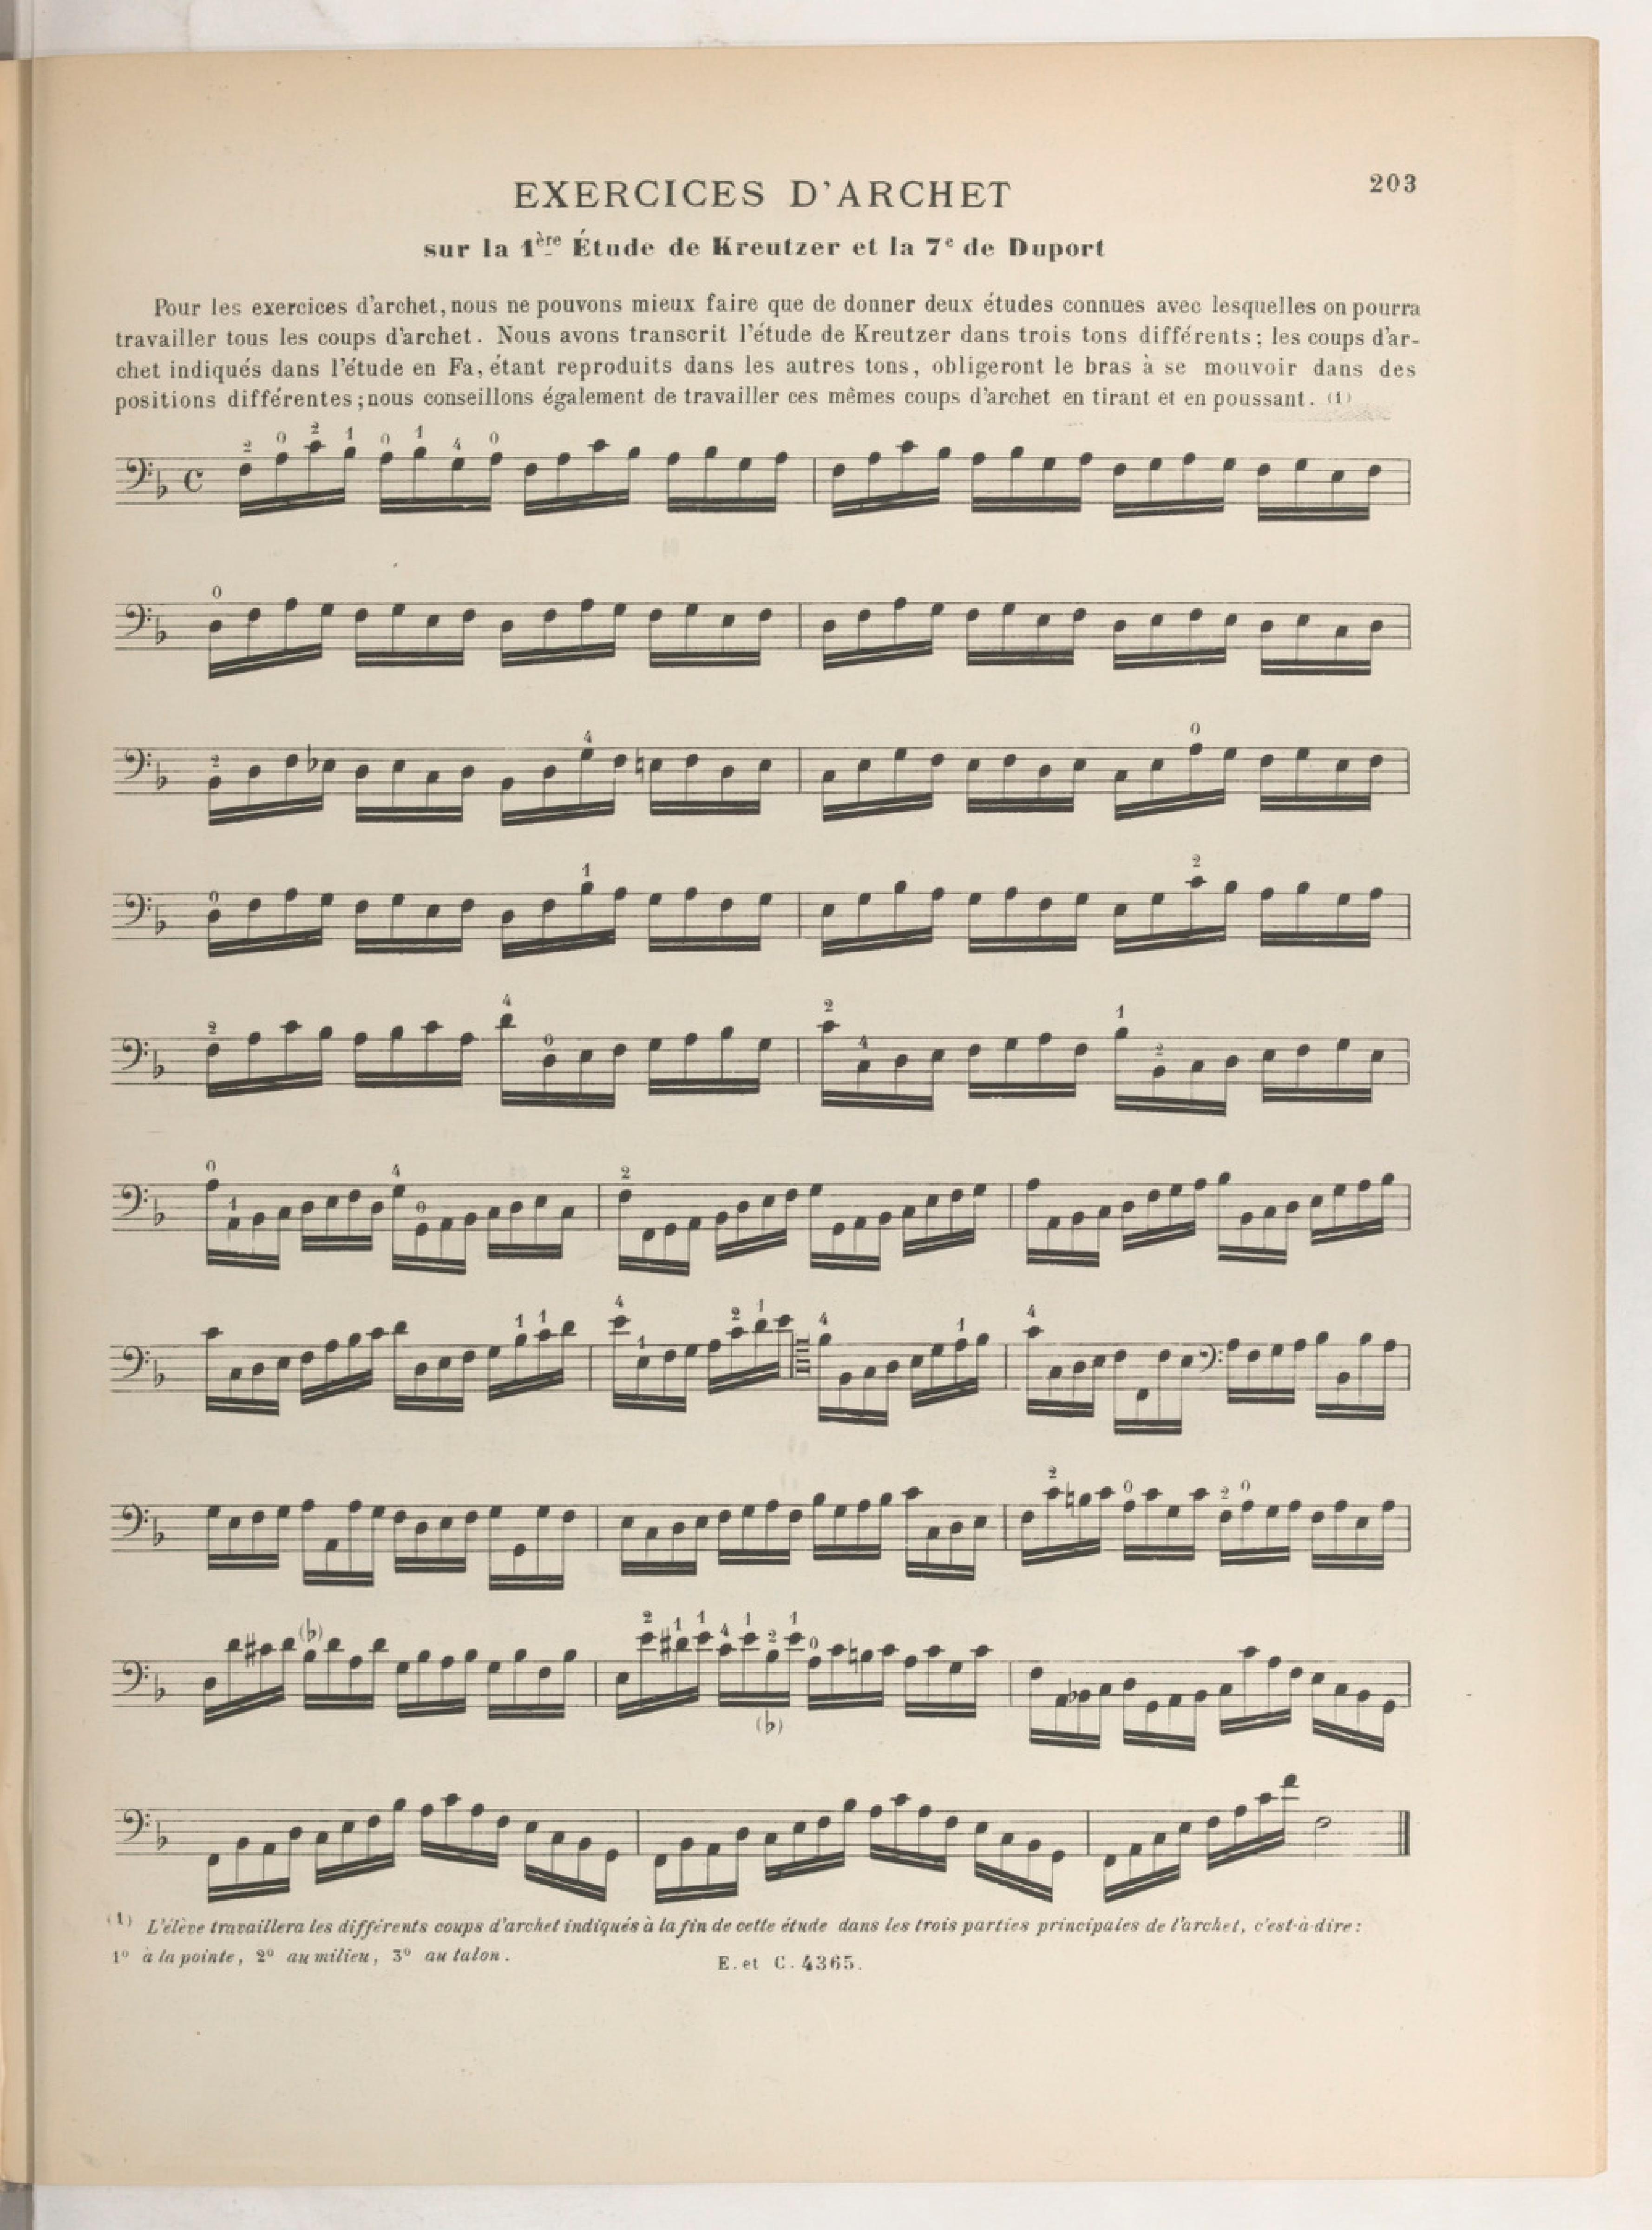 EXERCICES D'ARCHET
203
sur la 1ère Étude de Kreutzer et la 7e de Duport
Pour les exercices d'archet, nous ne pouvons mieux faire que de donner deux études connues avec lesquelles on pourra
travailler tous les coups d'archet. Nous avons transcrit l'étude de Kreutzer dans trois tons différents; les coups d'ar-
chet indiqués dans l'étude en Fa, étant reproduits dans les autres tons, obligeront le bras à se mouvoir dans des
positions différentes; nous conseillons également de travailler ces mêmes coups d'archet en tirant et en poussant. (1)
2 0 2 1 0 1 4 0
0
2 4 0
0 1 2
2 4 0 2 4 1 2
0 1 4 0 2
1 1 4 1 2 1 4 1 4
2 0 2 0
2 1 1 4 1 2 1 0
(1) L'élève travaillera les différents coups d'archet indiqués à la fin de cette étude dans les trois parties principales de l'archet, c'est-à-dire:
1º à la pointe, 2º au milieu, 3º au talon.
E. et C. 4365.